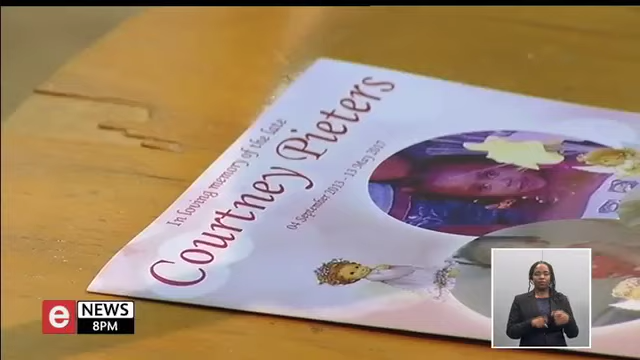 In loving memory of the late
Courtney Pieters
04 September 2013 - 13 May 2017
e NEWS
8PM